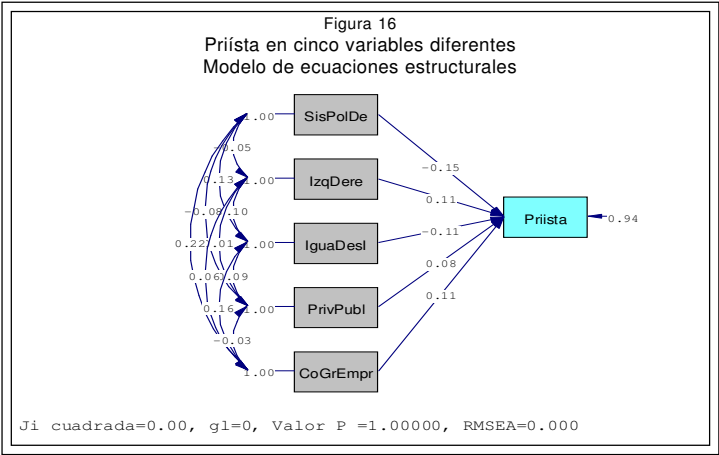 Figura 16
Priísta en cinco variables diferentes
Modelo de ecuaciones estructurales
1.00
SisPolDe
-0.05
-0.15
0.13
1.00
IzqDere
0.11
-0.08
0.10
Priista
0.94
0.22
1.00
IguaDesI
-0.11
0.08
0.06
0.09
0.11
0.16
1.00
PrivPubl
-0.03
1.00
CoGrEmpr
Ji cuadrada=0.00, gl=0, Valor P =1.00000, RMSEA=0.000